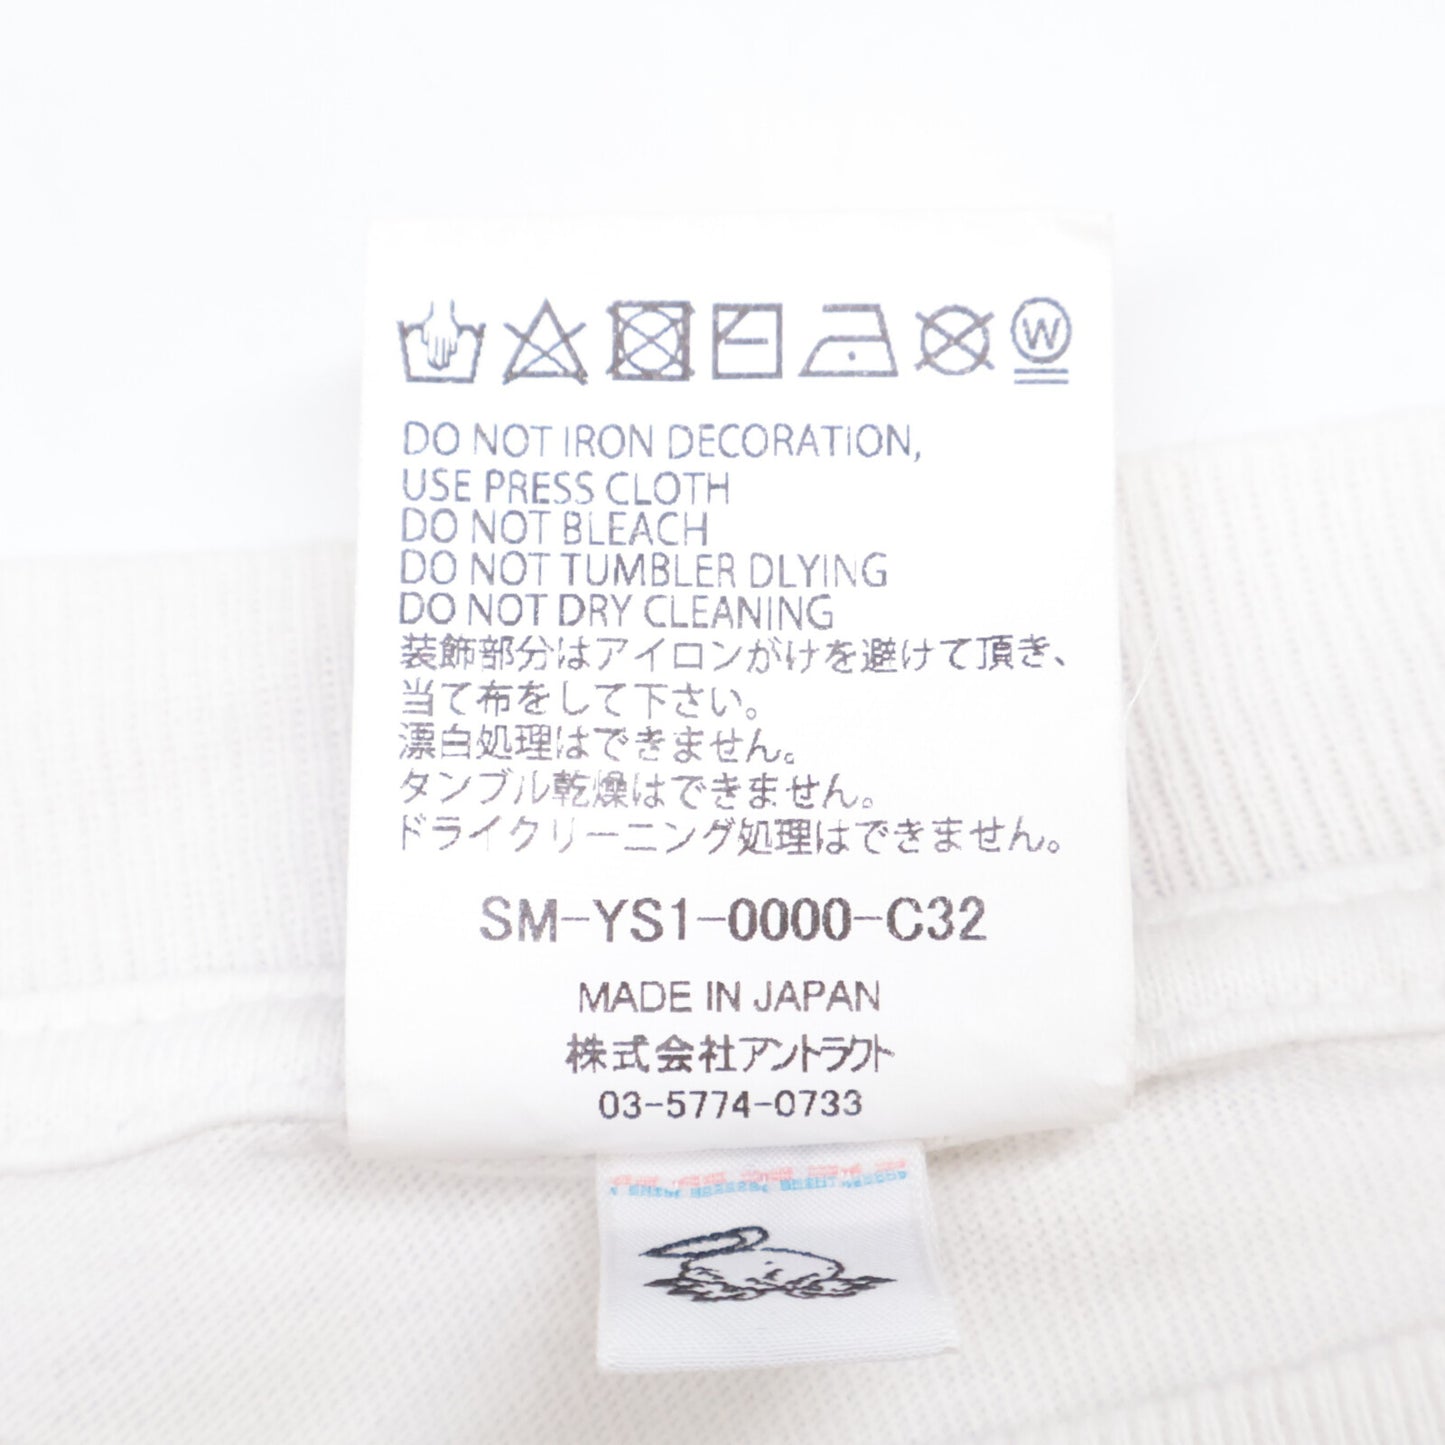 W
DO NOT IRON DECORATION,
USE PRESS CLOTH
DO NOT BLEACH
DO NOT TUMBLER DLYING
DO NOT DRY CLEANING
装飾部分はアイロンがけを避けて頂き、
当て布をして下さい。
漂白処理はできません。
タンブル乾燥はできません。
ドライクリーニング処理はできません。
SM-YS1-0000-C32
MADE IN JAPAN
株式会社アントラクト
03-5774-0733